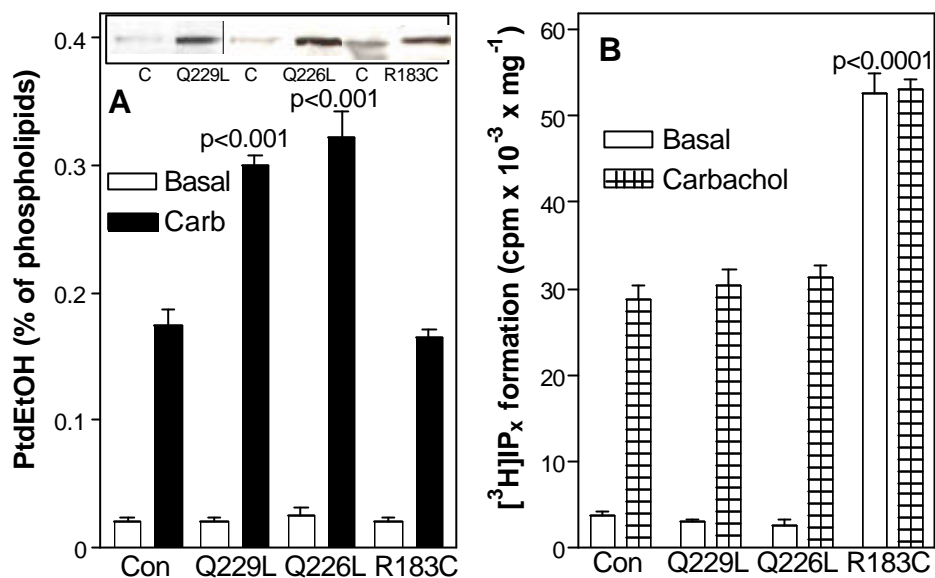 PtdEtOH (% of phospholipids)
0.4
0.3
0.2
0.1
0
C Q229L C Q226L C R183C
A
p<0.001
p<0.001
Basal
Carb
Con Q229L Q226L R183C
[³H]IPₓ formation (cpm x 10⁻³ x mg⁻¹)
60
50
40
30
20
10
0
B
p<0.0001
Basal
Carbachol
Con Q229L Q226L R183C